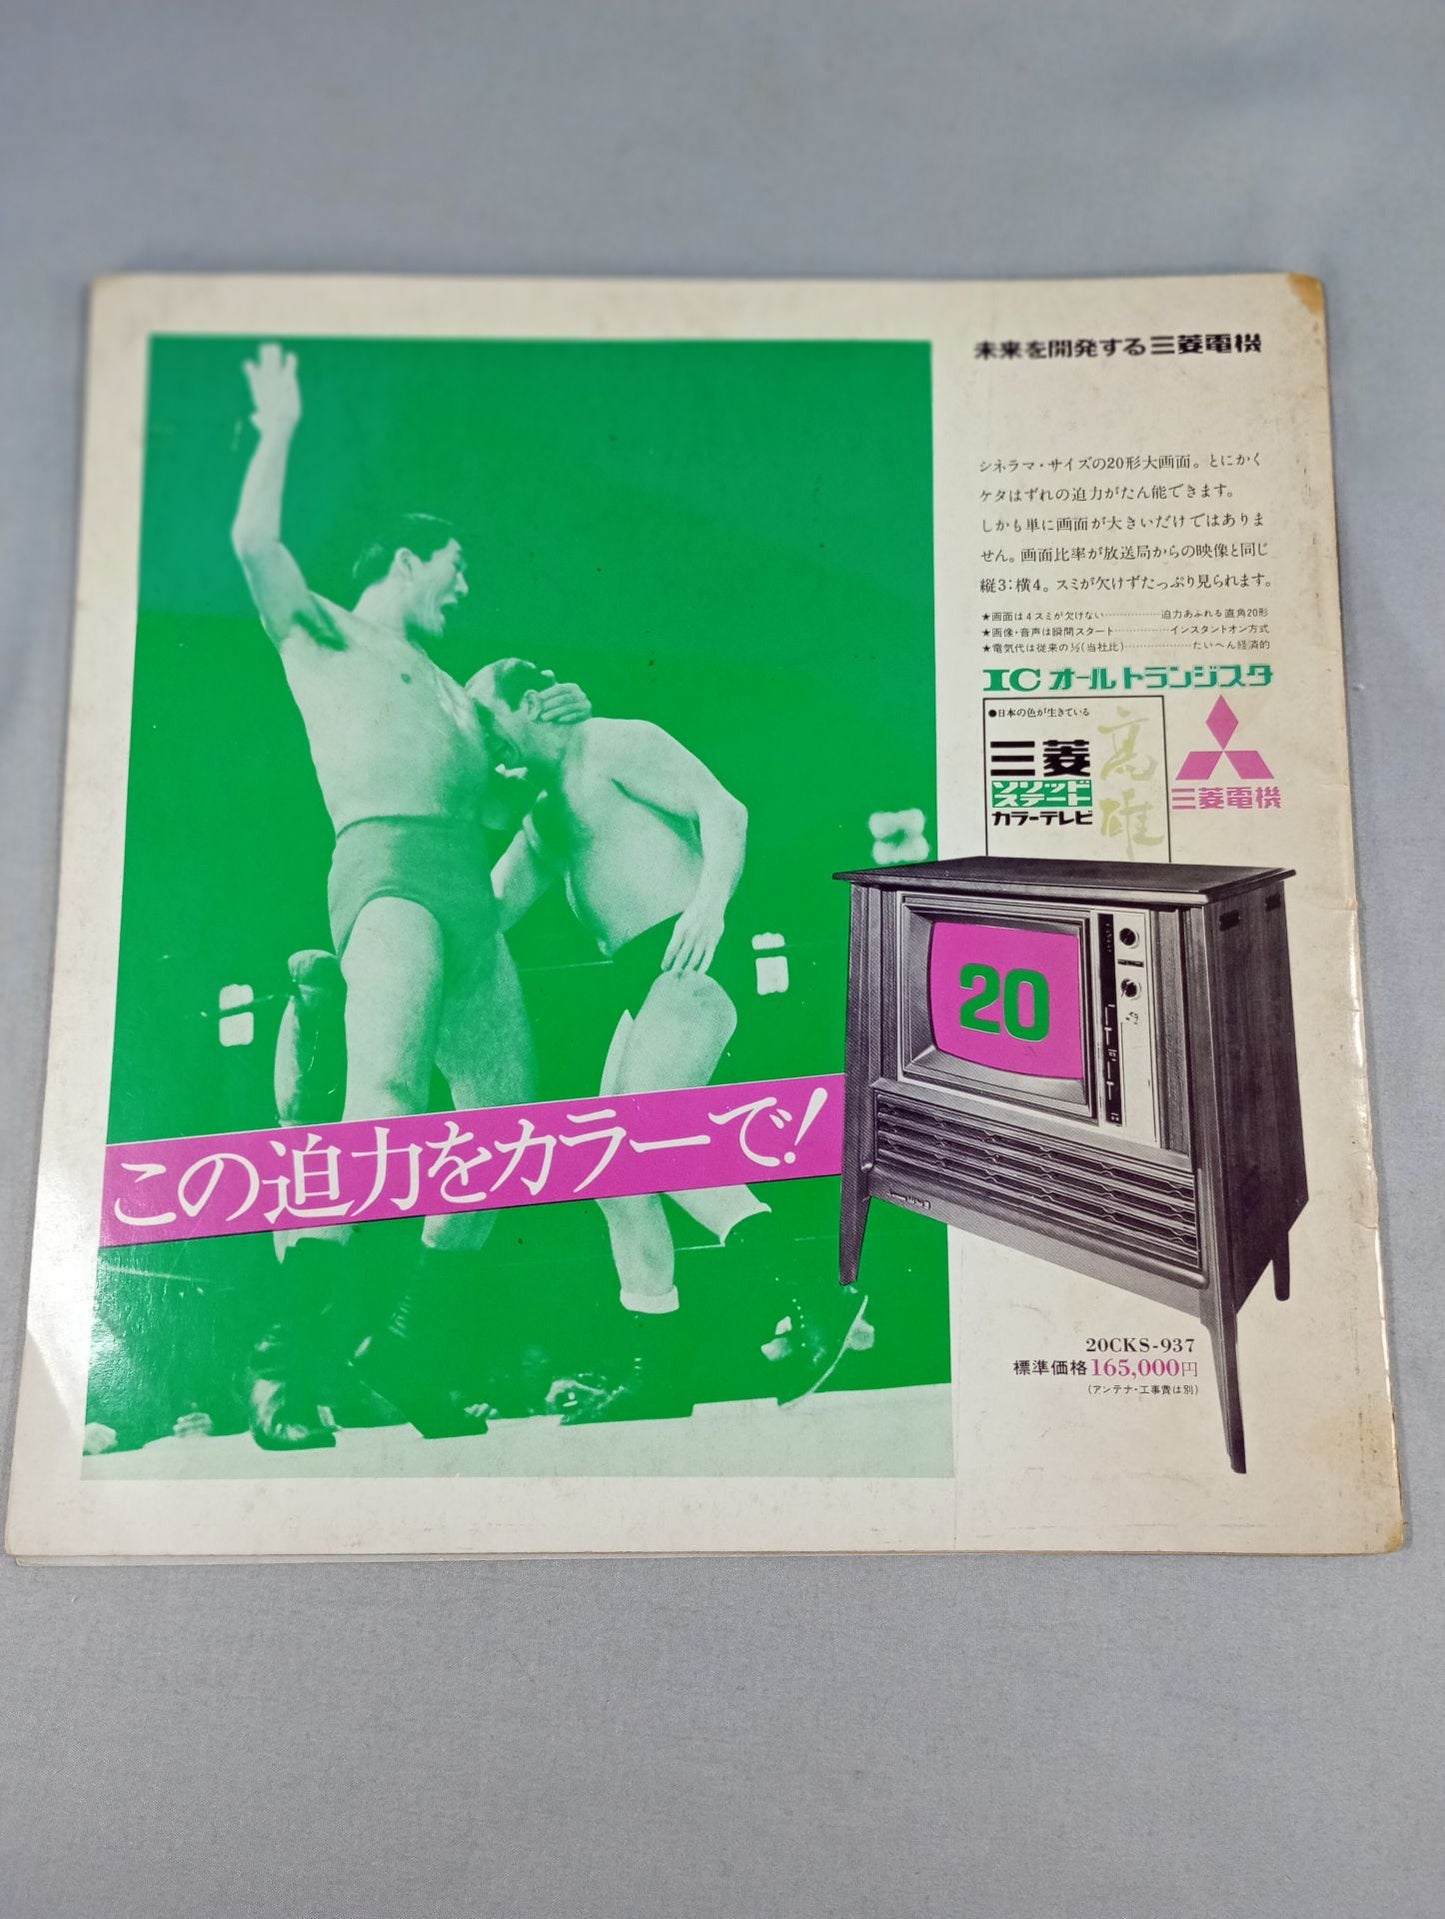 未来を開発する三菱電機
シネラマ・サイズの20形大画面。とにかく
ケタはずれの迫力がたん能できます。
しかも単に画面が大きいだけではありま
せん。画面比率が放送局からの映像と同じ
縦3:横4。スミが欠けずたっぷり見られます。
★画面は4スミが欠けない……………迫力あふれる直角20形
★画像・音声は瞬間スタート……………インスタントオン方式
★電気代は従来の½(当社比)………………たいへん経済的
ICオールトランジスタ
●日本の色が生きている
三菱
ソリッド
ステート
カラーテレビ
高雄
三菱電機
20
この迫力をカラーで!
20CKS-937
標準価格165,000円
(アンテナ・工事費は別)